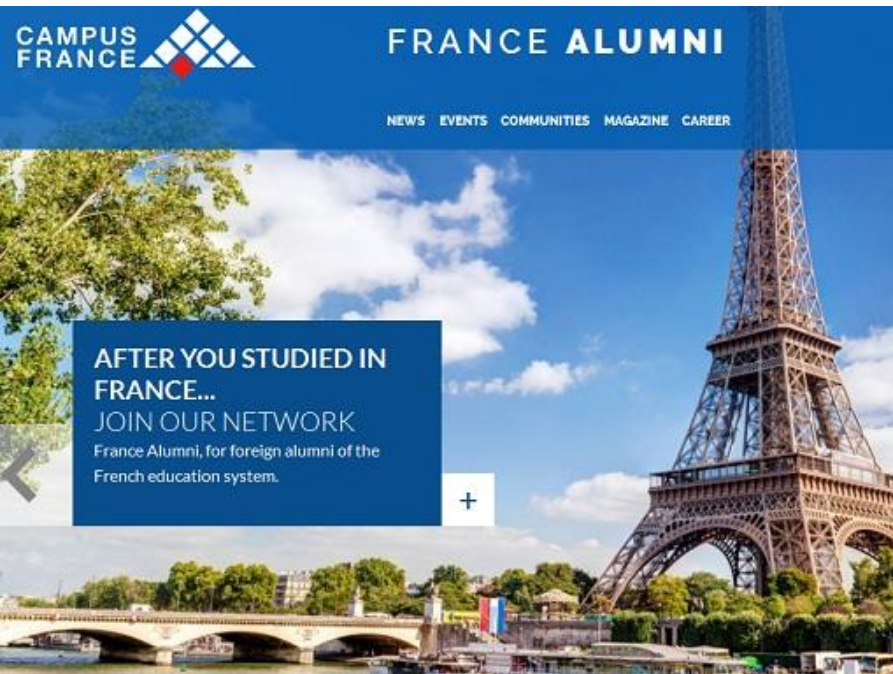 CAMPUS
FRANCE
FRANCE ALUMNI
NEWS EVENTS COMMUNITIES MAGAZINE CAREER
AFTER YOU STUDIED IN
FRANCE...
JOIN OUR NETWORK
France Alumni, for foreign alumni of the
French education system.
+